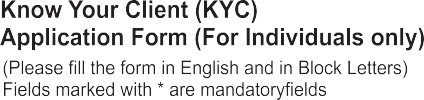 Know Your Client (KYC)
Application Form (For Individuals only)
(Please fill the form in English and in Block Letters)
Fields marked with * are mandatoryfields